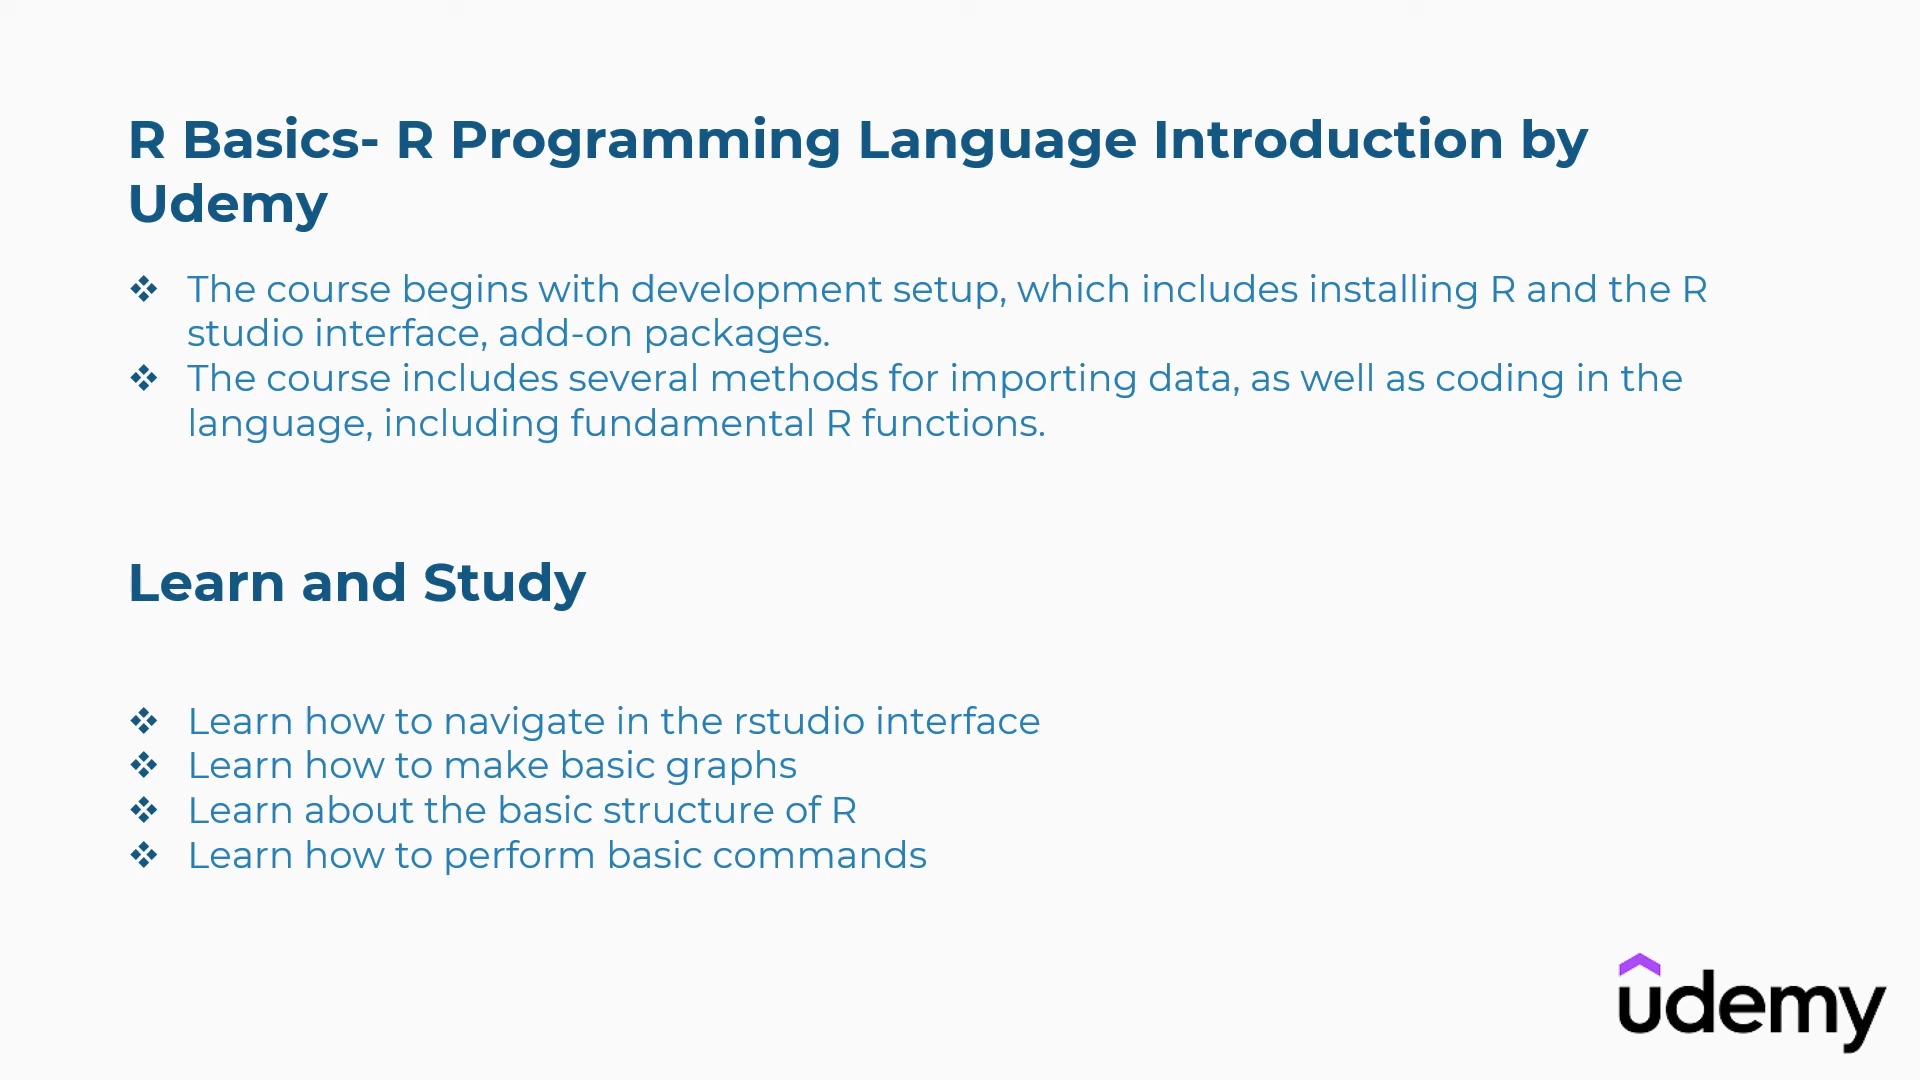 R Basics- R Programming Language Introduction by
Udemy
❖ The course begins with development setup, which includes installing R and the R
studio interface, add-on packages.
❖ The course includes several methods for importing data, as well as coding in the
language, including fundamental R functions.
Learn and Study
❖ Learn how to navigate in the rstudio interface
❖ Learn how to make basic graphs
❖ Learn about the basic structure of R
❖ Learn how to perform basic commands
udemy